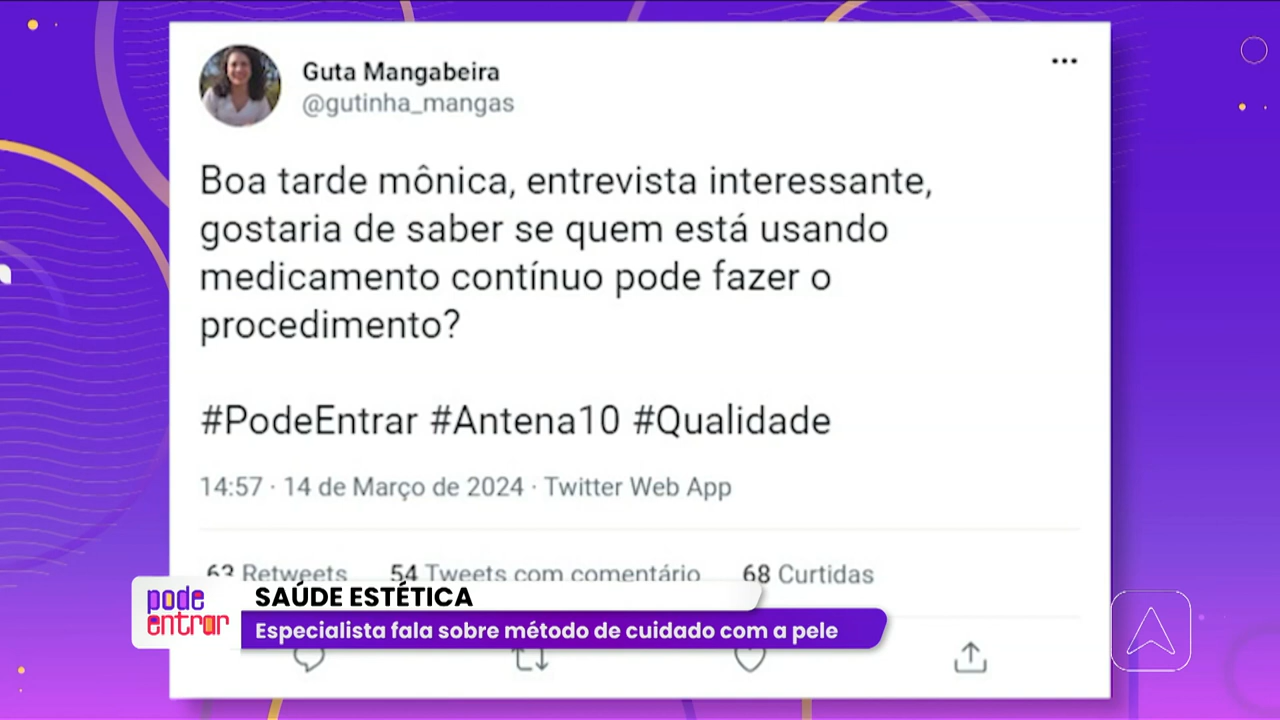 Guta Mangabeira
@gutinha_mangas
Boa tarde mônica, entrevista interessante,
gostaria de saber se quem está usando
medicamento contínuo pode fazer o
procedimento?
#PodeEntrar #Antena10 #Qualidade
14:57 · 14 de Março de 2024 · Twitter Web App
63 Retweets 54 Tweets com comentário 68 Curtidas
pode
entrar
SAÚDE ESTÉTICA
Especialista fala sobre método de cuidado com a pele